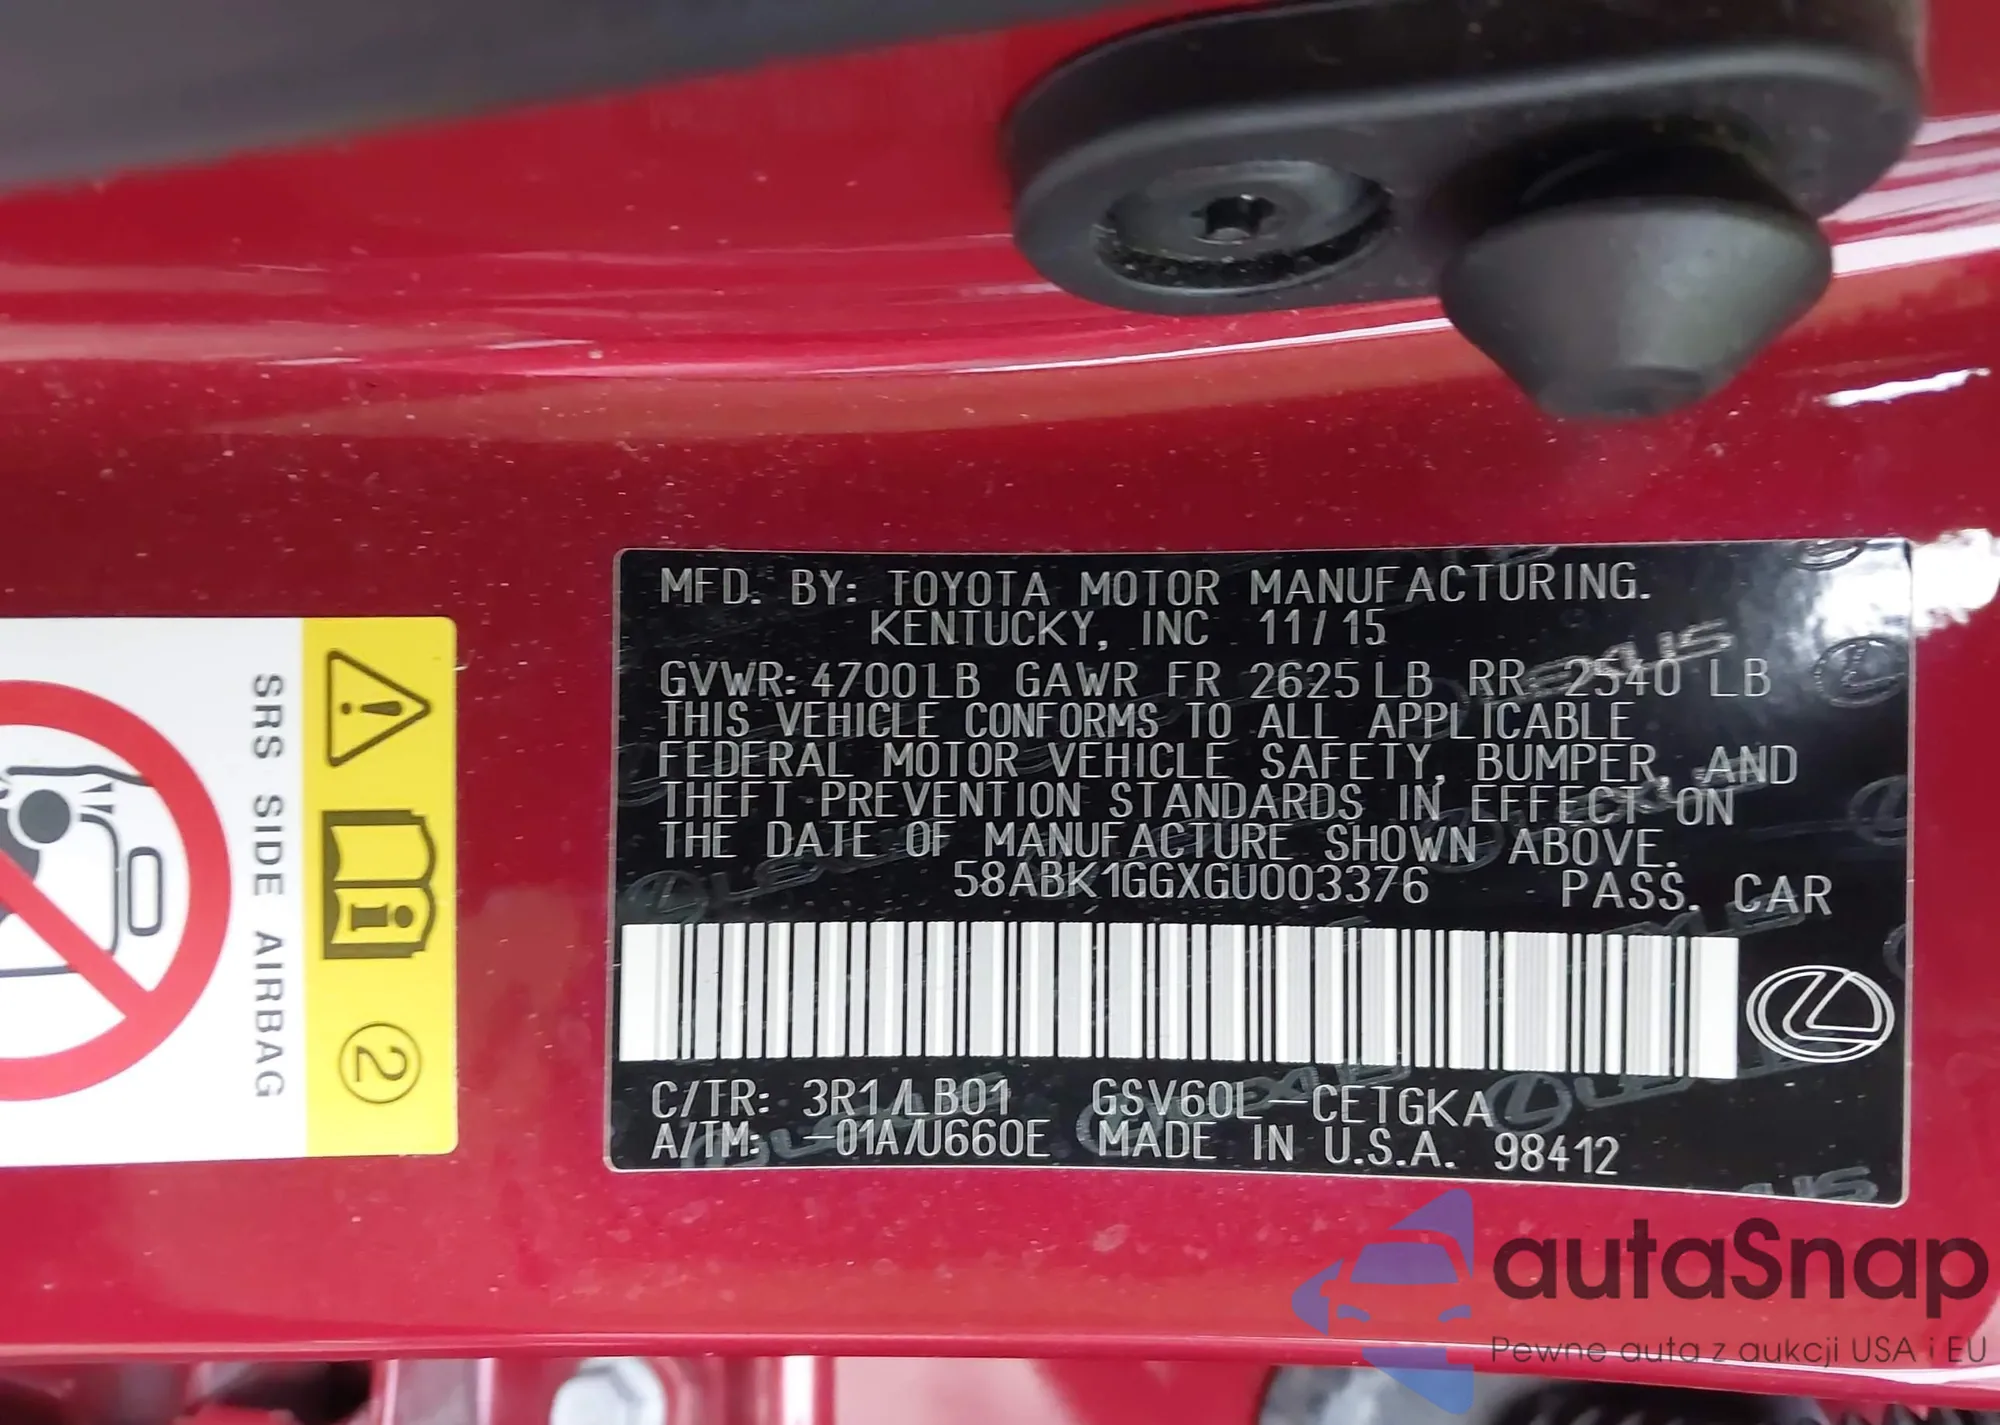 MFD. BY: TOYOTA MOTOR MANUFACTURING.
KENTUCKY, INC 11/15
GVWR: 4700LB GAWR FR 2625LB RR 2540 LB
THIS VEHICLE CONFORMS TO ALL APPLICABLE
FEDERAL MOTOR VEHICLE SAFETY, BUMPER, AND
THEFT PREVENTION STANDARDS IN EFFECT ON
THE DATE OF MANUFACTURE SHOWN ABOVE.
58ABK1GGXGU003376 PASS. CAR
C/TR: 3R1/LB01 GSV60L-CETGKA
A/TM: -01A/U660E MADE IN U.S.A. 98412
SRS SIDE AIRBAG
2
autaSnap
Pewne auta z aukcji USA i EU